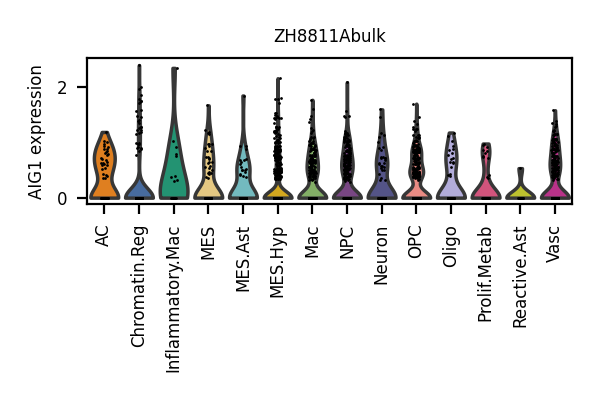 ZH8811Abulk
AIG1 expression
2
0
AC
Chromatin.Reg
Inflammatory.Mac
MES
MES.Ast
MES.Hyp
Mac
NPC
Neuron
OPC
Oligo
Prolif.Metab
Reactive.Ast
Vasc